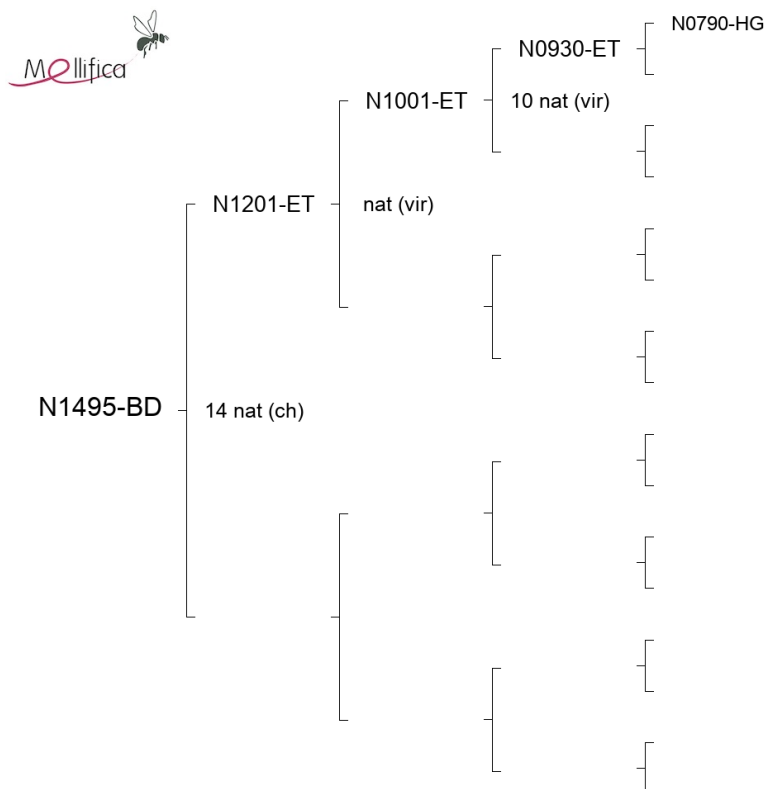 Mellifica
N0790-HG
N0930-ET
N1001-ET
10 nat (vir)
N1201-ET
nat (vir)
N1495-BD
14 nat (ch)